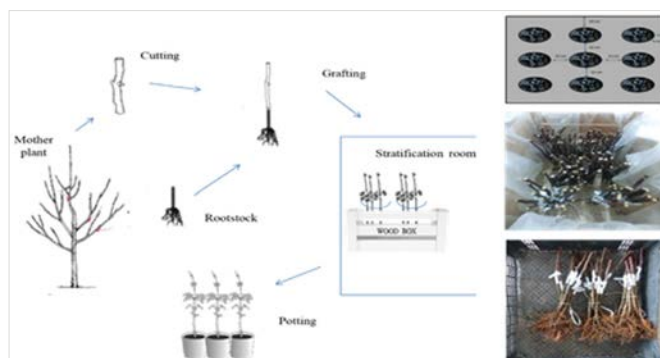 Cutting
Grafting
Mother
plant
Stratification room
Rootstock
WOOD BOX
Potting